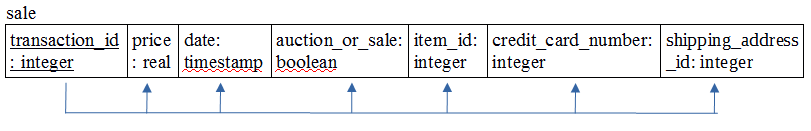 sale
transaction_id price date: auction_or_sale: item_id: credit_card_number: shipping_address
: integer : real timestamp boolean integer integer _id: integer